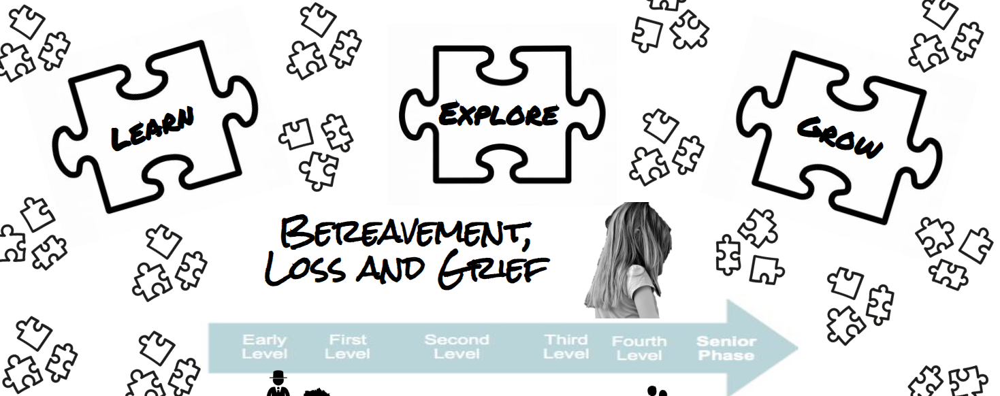 Learn
Explore
Grow
Bereavement,
Loss and Grief
Early Level
First Level
Second Level
Third Level
Fourth Level
Senior Phase